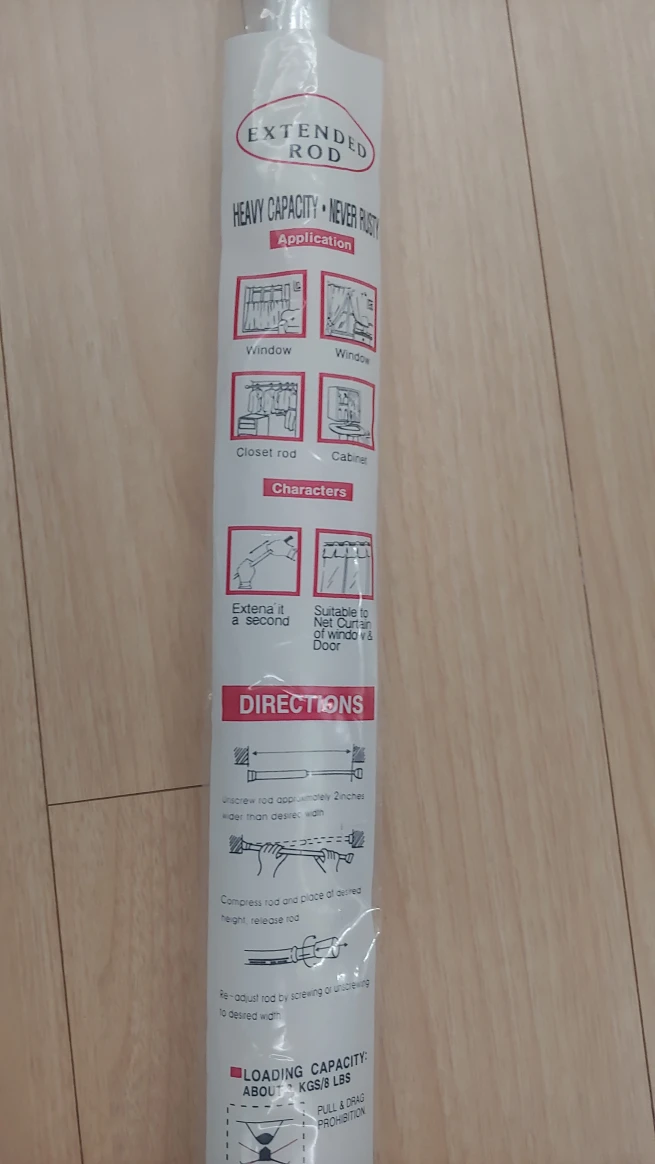 EXTENDED
ROD
HEAVY CAPACITY • NEVER RUSTY
Application
Window
Window
Closet rod
Cabinet
Characters
Extena'it
a second
Suitable to
Net Curtain
of window &
Door
DIRECTIONS
Unscrew rod approximately 2inches
wider than desired width
Compress rod and place at desired
height, release rod
Re-adjust rod by screwing or unscrewing
to desired width
LOADING CAPACITY:
ABOUT KGS/8 LBS
PULL & DRAG
PROHIBITION